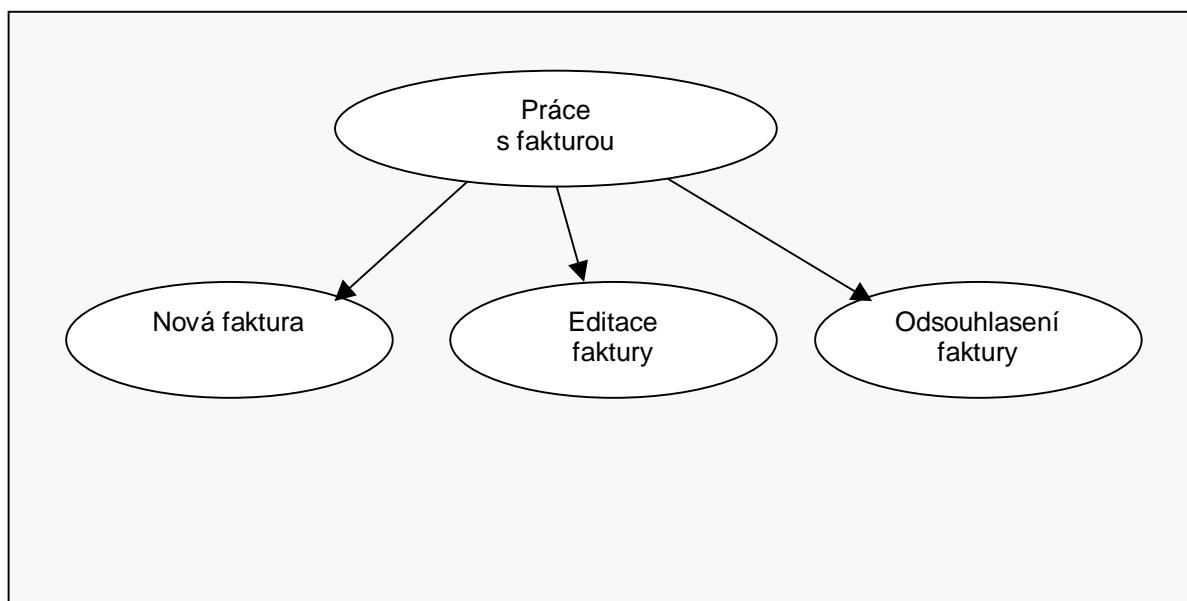 Práce
s fakturou
Nová faktura
Editace
faktury
Odsouhlasení
faktury